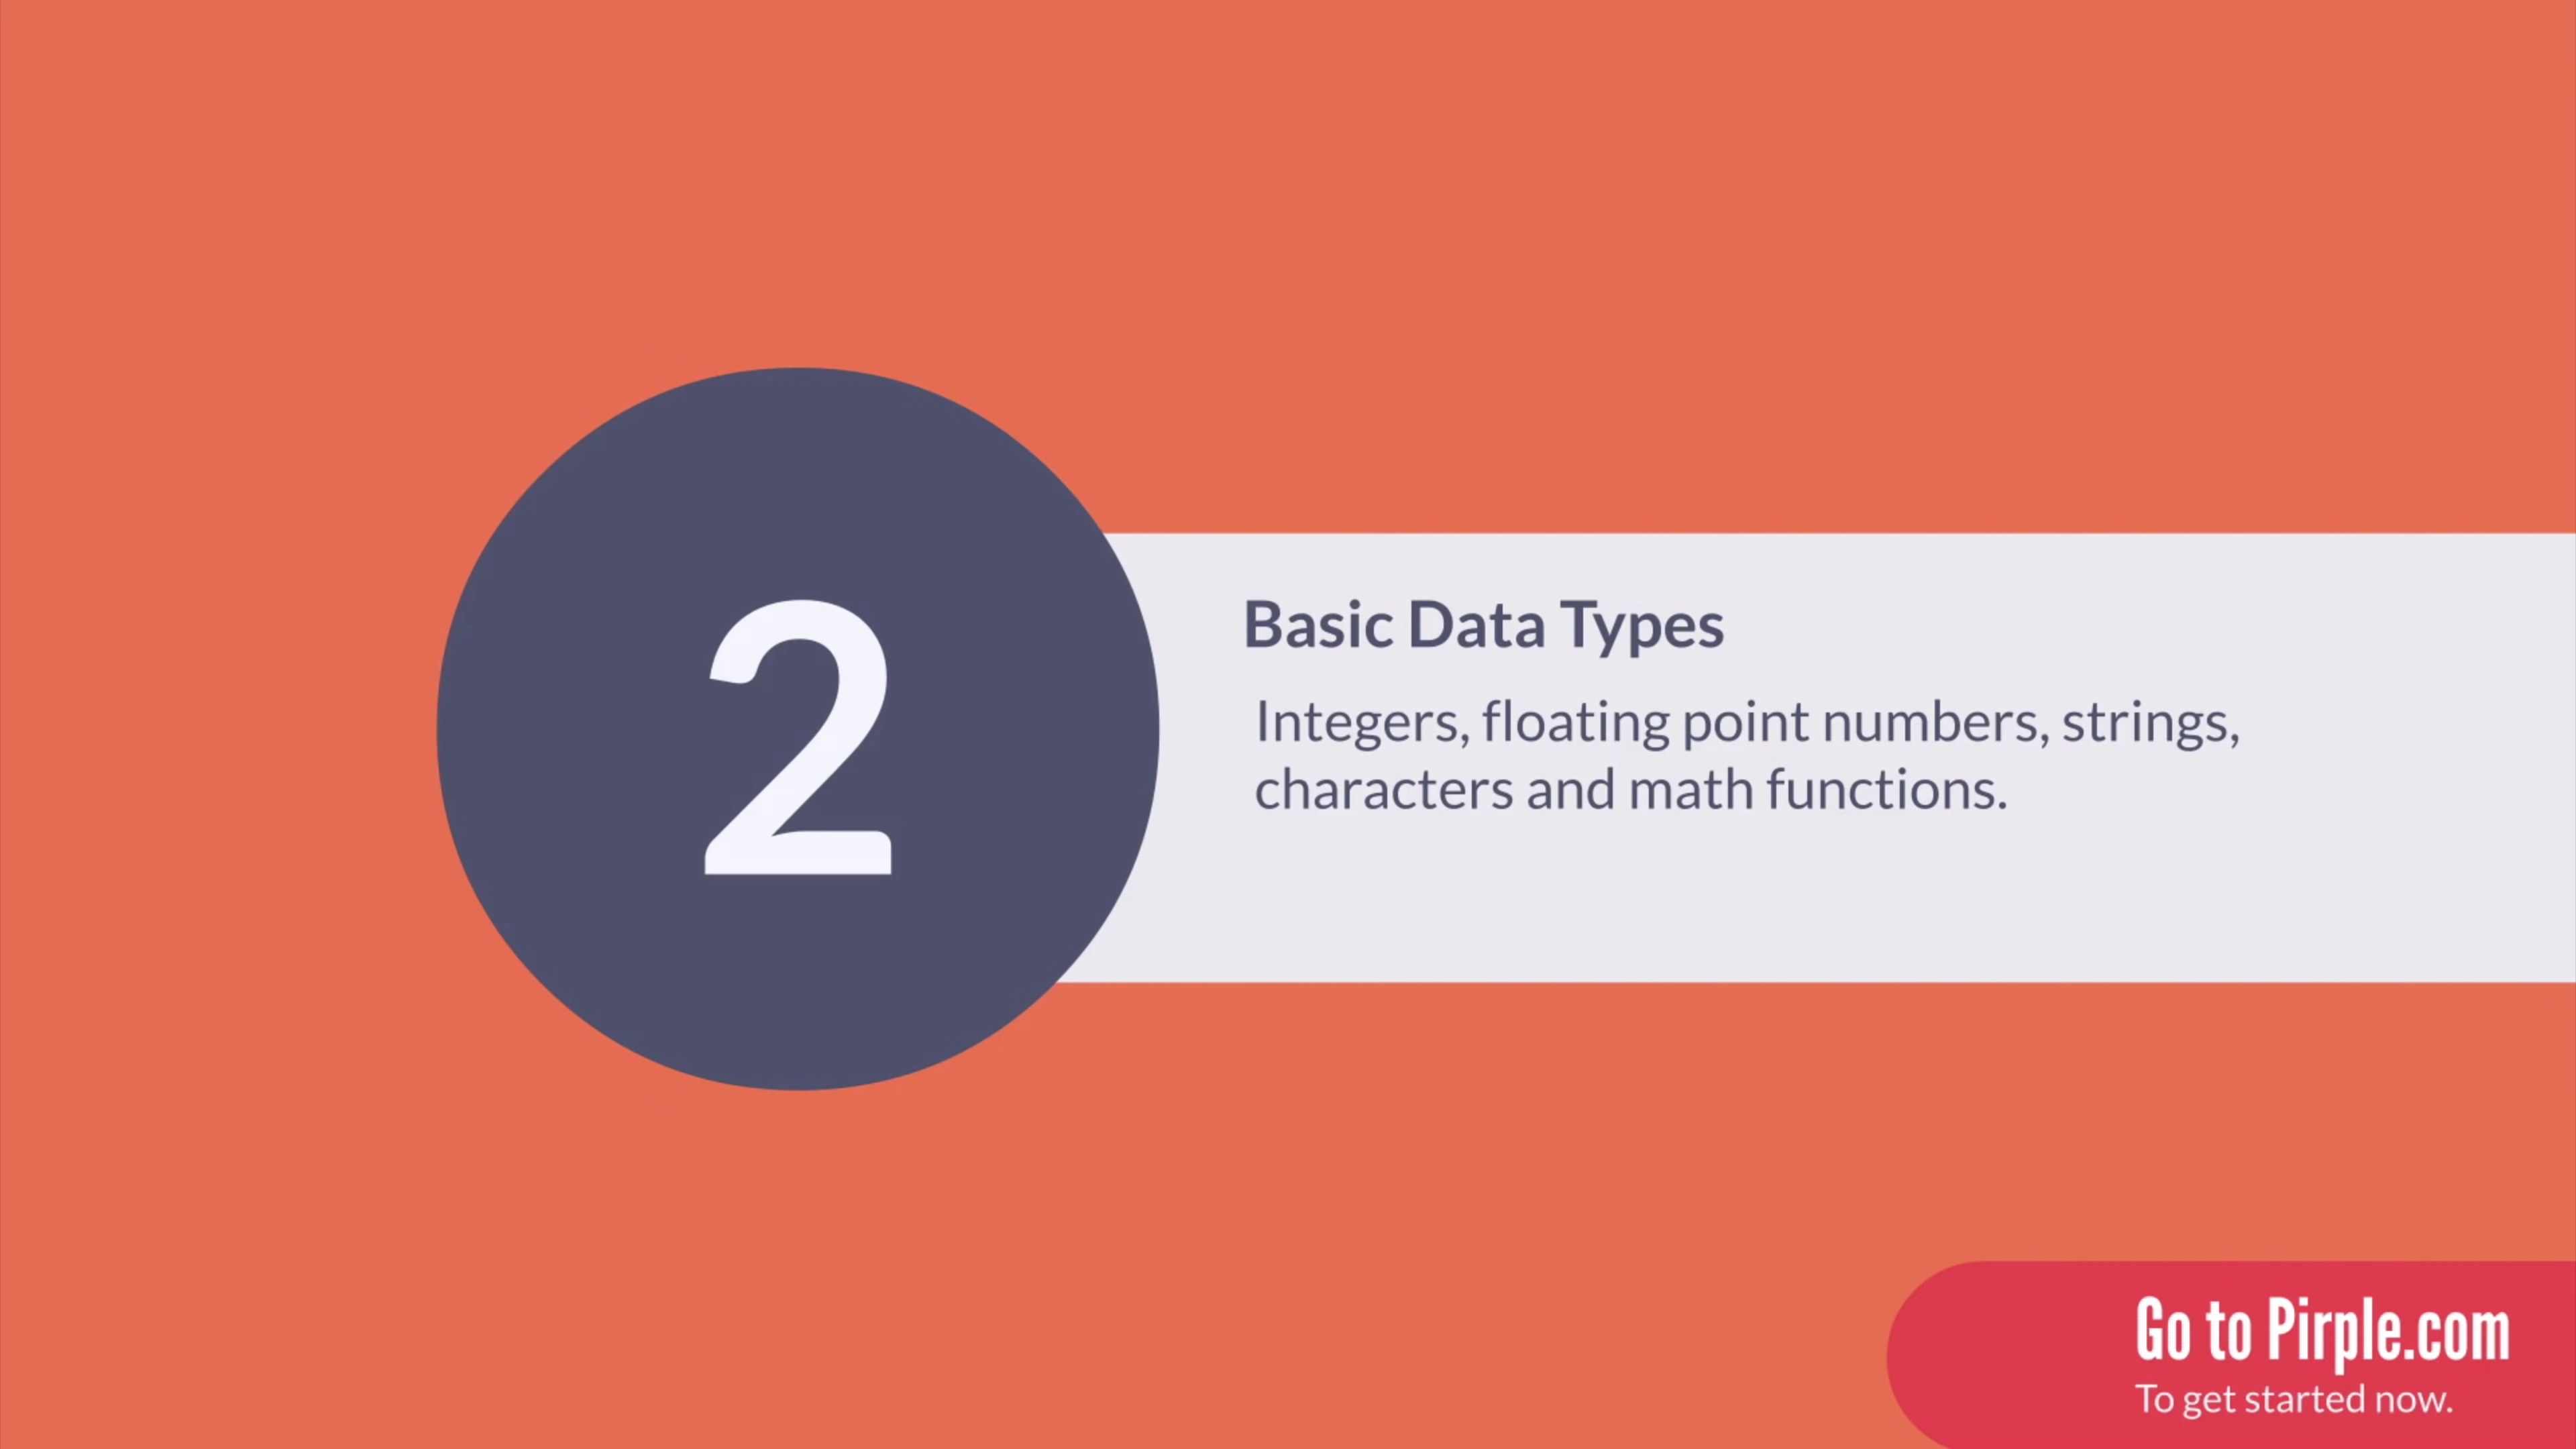 2
Basic Data Types
Integers, floating point numbers, strings,
characters and math functions.
Go to Pirple.com
To get started now.